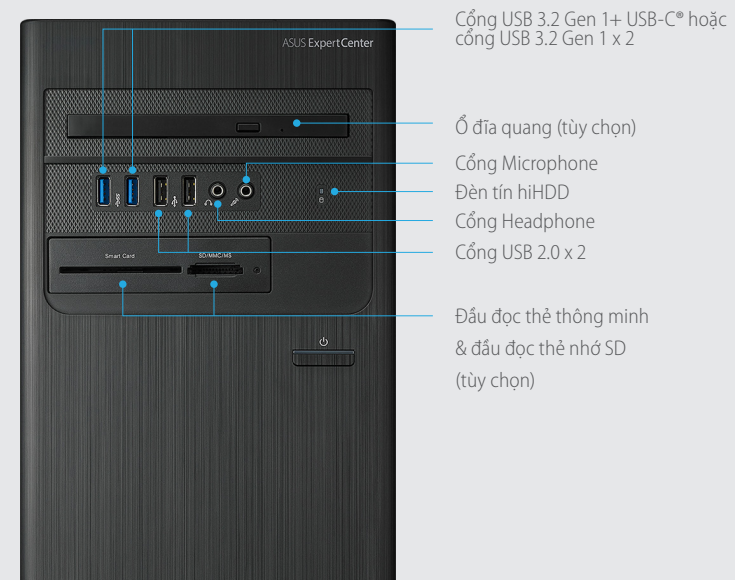 ASUS ExpertCenter
Cổng USB 3.2 Gen 1+ USB-C® hoặc
cổng USB 3.2 Gen 1 x 2
Ổ đĩa quang (tùy chọn)
Cổng Microphone
Đèn tín hiHDD
Cổng Headphone
Cổng USB 2.0 x 2
Smart Card
SD/MMC/MS
Đầu đọc thẻ thông minh
& đầu đọc thẻ nhớ SD
(tùy chọn)